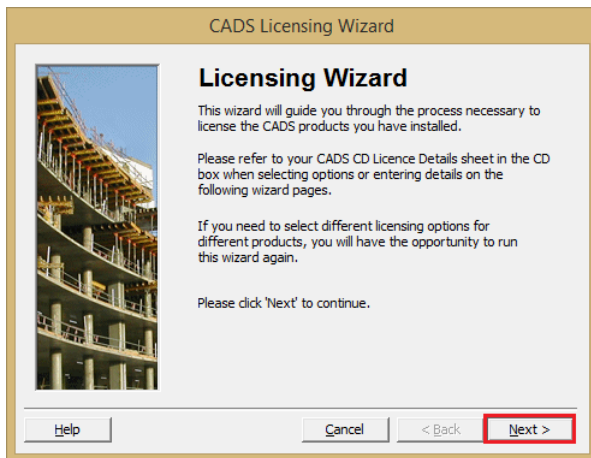 CADS Licensing Wizard
Licensing Wizard
This wizard will guide you through the process necessary to
license the CADS products you have installed.
Please refer to your CADS CD Licence Details sheet in the CD
box when selecting options or entering details on the
following wizard pages.
If you need to select different licensing options for
different products, you will have the opportunity to run
this wizard again.
Please click 'Next' to continue.
Help Cancel < Back Next >